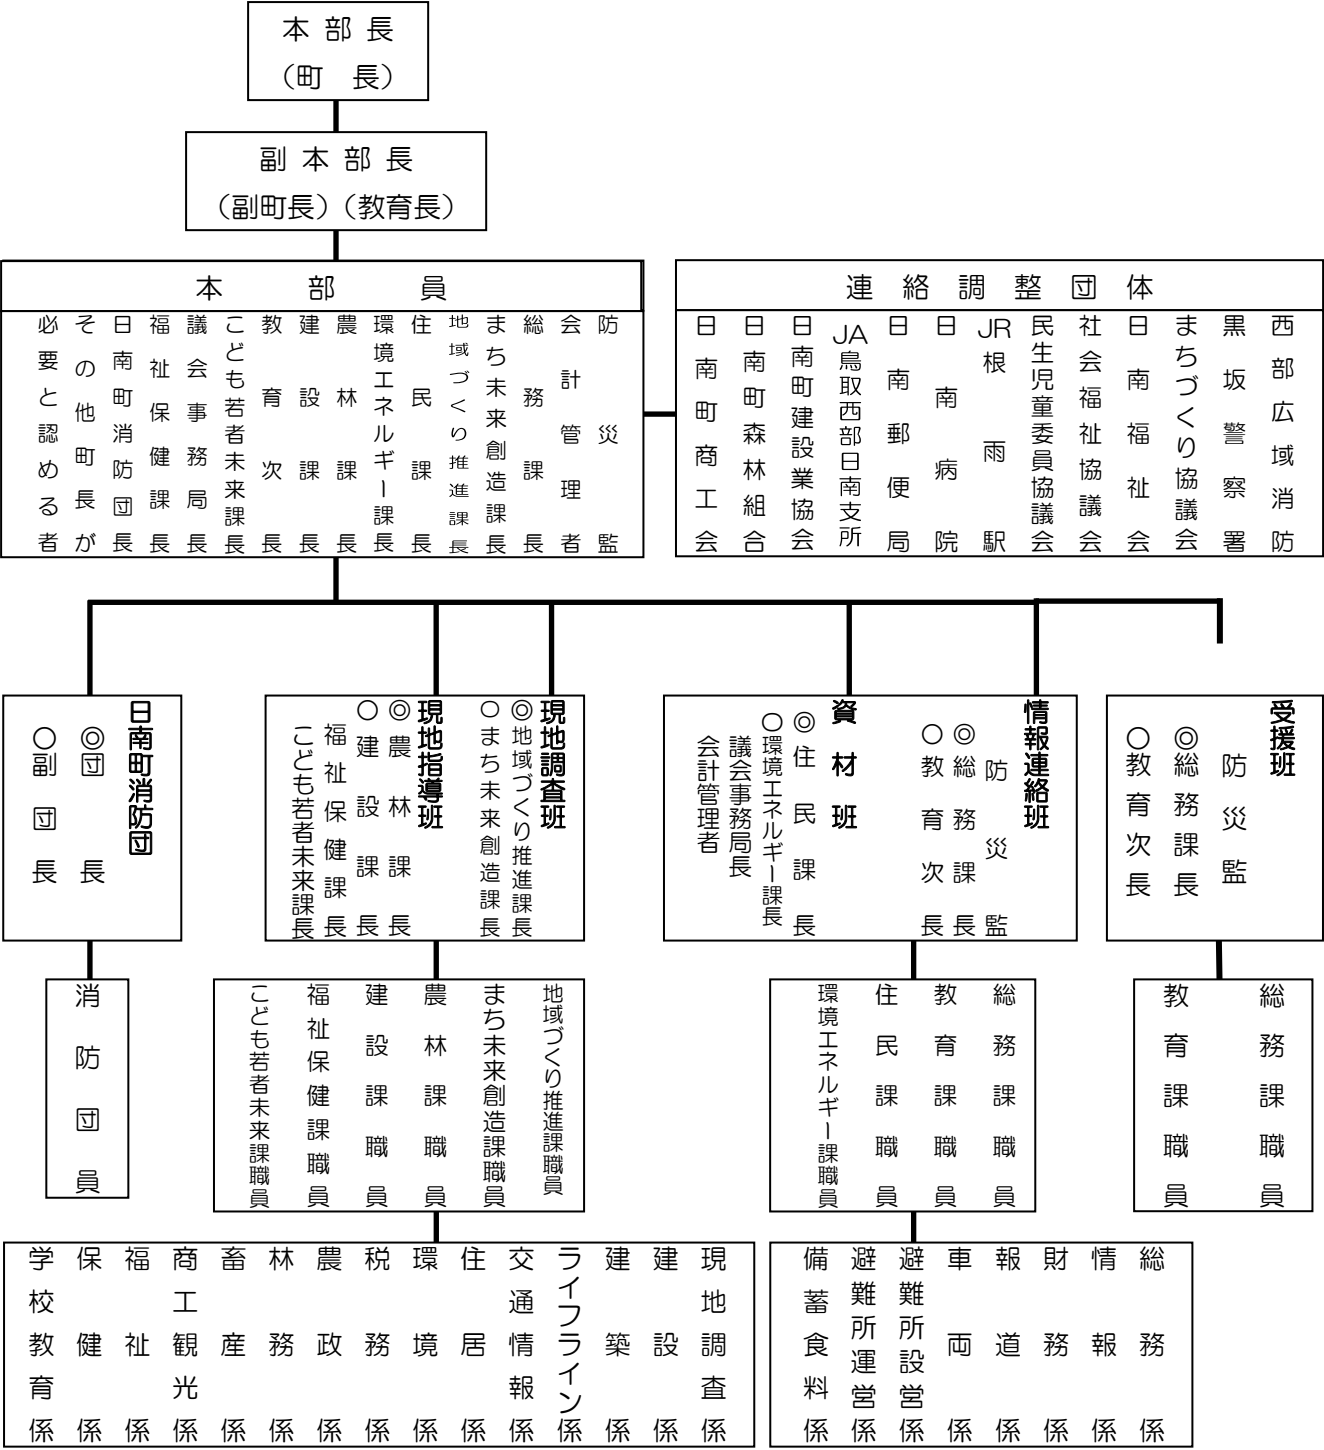 本部長
（町　長）
副本部長
（副町長）（教育長）
本部員
防災監
会計管理者
総務課長
まち未来創造課長
地域づくり推進課長
住民課長
環境エネルギー課長
農林課長
建設課長
教育次長
こども若者未来課長
議会事務局長
福祉保健課長
日南町消防団長
その他町長が
必要と認める者
連絡調整団体
西部広域消防
黒坂警察署
まちづくり協議会
日南福祉会
社会福祉協議会
民生児童委員協議会
JR根雨駅
日南病院
日南郵便局
JA鳥取西部日南支所
日南町建設業協会
日南町森林組合
日南町商工会
受援班
防災監
◎総務課長
○教育次長
情報連絡班
防災監
◎総務課長
○教育次長
資材班
◎住民課長
○環境エネルギー課長
議会事務局長
会計管理者
現地調査班
◎地域づくり推進課長
○まち未来創造課長
現地指導班
◎農林課長
○建設課長
福祉保健課長
こども若者未来課長
日南町消防団
◎団長
○副団長
総務課職員
教育課職員
総務課職員
教育課職員
住民課職員
環境エネルギー課職員
地域づくり推進課職員
まち未来創造課職員
農林課職員
建設課職員
福祉保健課職員
こども若者未来課職員
消防団員
総務係
情報係
財務係
報道係
車両係
避難所設営係
避難所運営係
備蓄食料係
現地調査係
建設係
建築係
ライフライン係
交通情報係
住居係
環境係
税務係
農政係
林務係
畜産係
商工観光係
福祉係
保健係
学校教育係